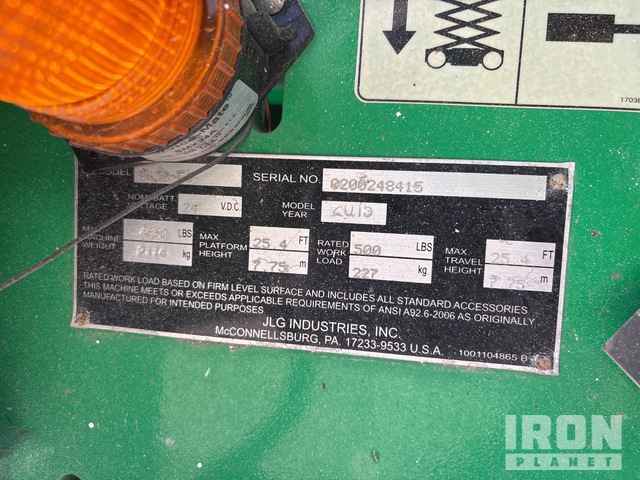 SERIAL NO. 0200248415
NOM. BATT. VOLTAGE 24 V.D.C MODEL YEAR 2015
MACHINE WEIGHT LBS kg
MAX PLATFORM HEIGHT 25.4 FT 7.75 m
RATED WORK LOAD 500 LBS 227 kg
MAX TRAVEL HEIGHT 25.4 FT 7.75 m
RATED WORK LOAD BASED ON FIRM LEVEL SURFACE AND INCLUDES ALL STANDARD ACCESSORIES.
THIS MACHINE MEETS OR EXCEEDS APPLICABLE REQUIREMENTS OF ANSI A92.6-2006 AS ORIGINALLY
MANUFACTURED FOR INTENDED PURPOSES.
JLG INDUSTRIES, INC.
McCONNELLSBURG, PA. 17233-9533 U.S.A.
1001104865 B
IRON
PLANET